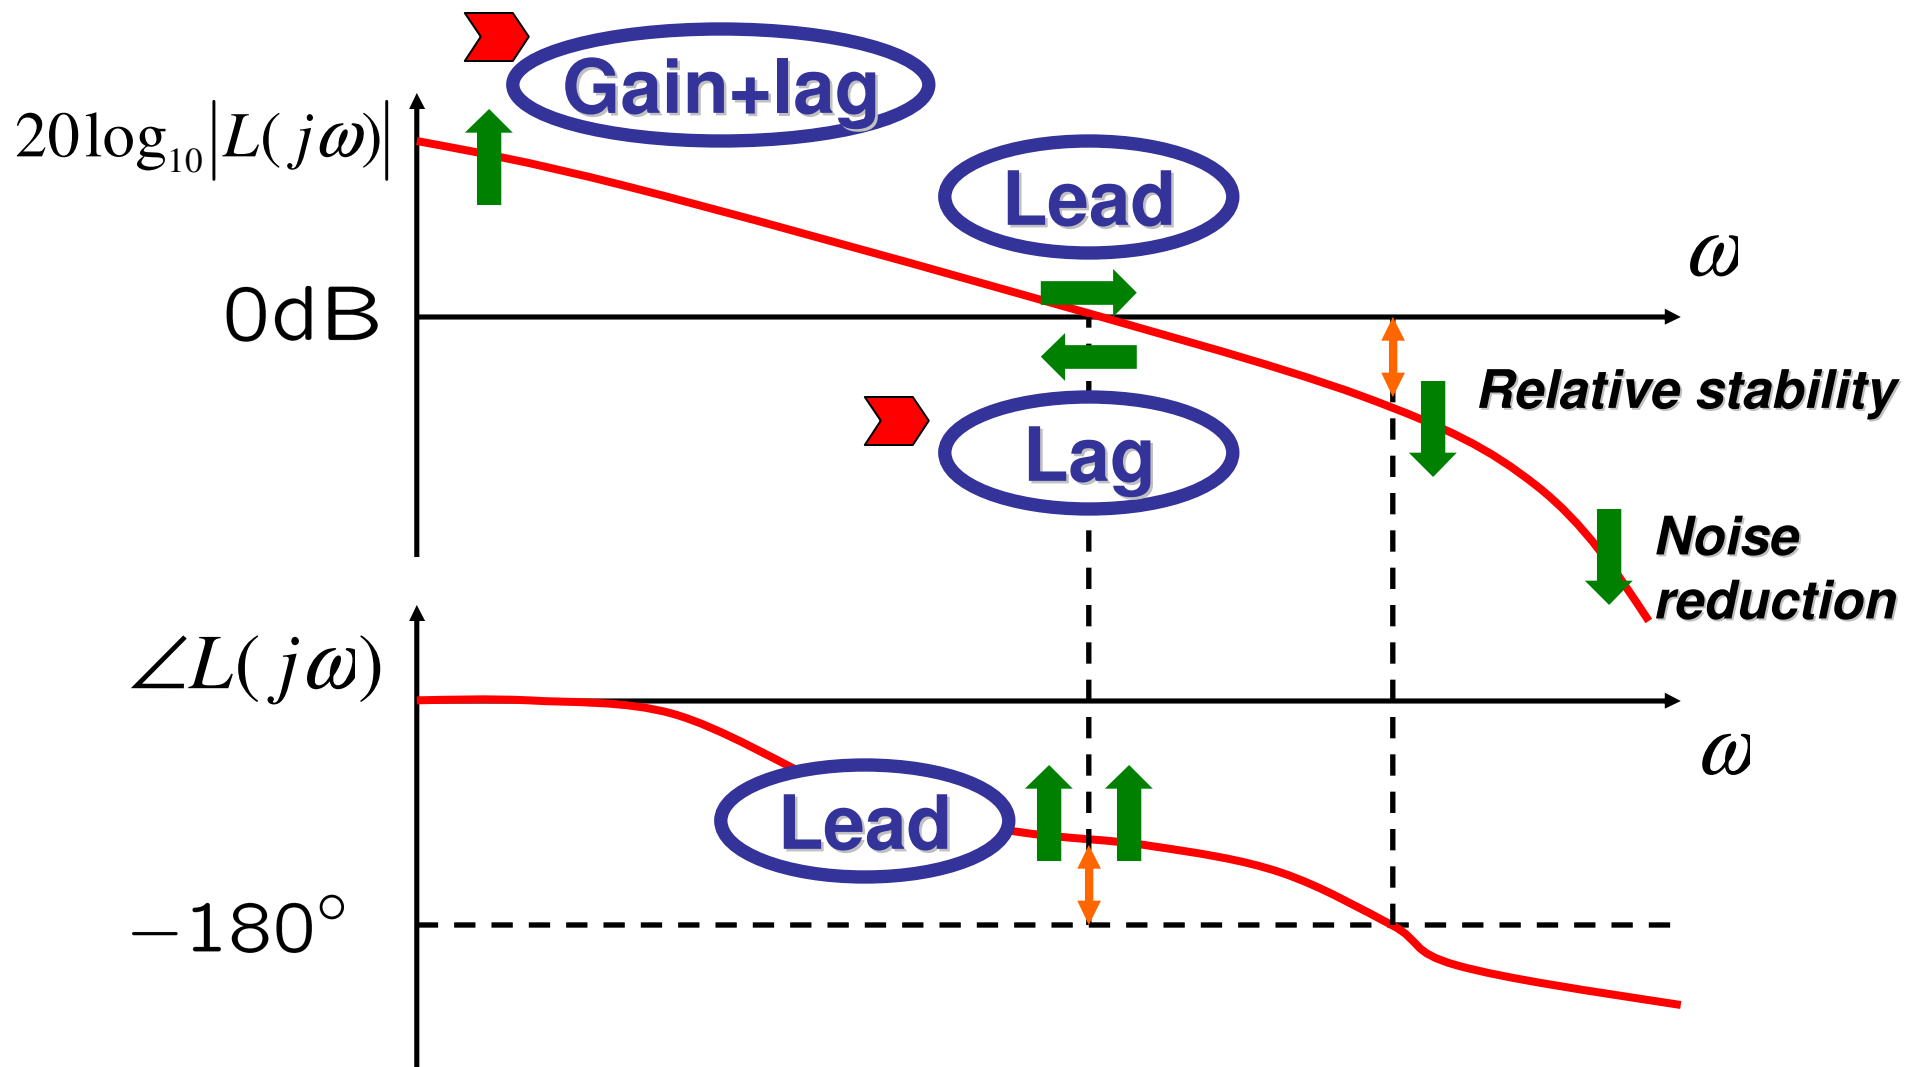 Gain+lag
20log₁₀|L(jω)|
Lead
ω
0dB
Relative stability
Lag
Noise
reduction
∠L(jω)
ω
Lead
−180°